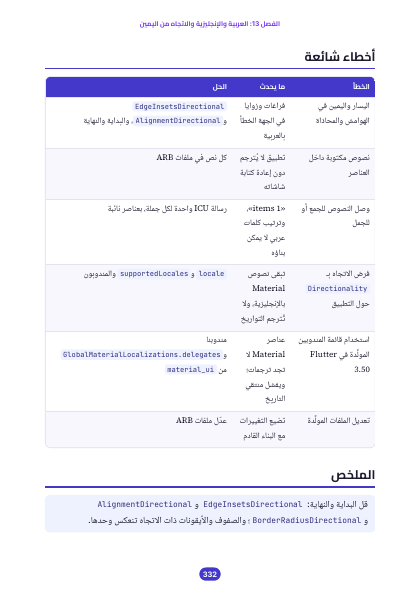 الفصل 13: العربية والإنجليزية والاتجاه من اليمين
أخطاء شائعة
الخطأ ما يحدث الحل
اليسار واليمين في فراغات وزوايا EdgeInsetsDirectional
الهوامش والمحاذاة في الجهة الخطأ و AlignmentDirectional، والبداية والنهاية
بالعربية
نصوص مكتوبة داخل تطبيق لا يُترجم كل نص في ملفات ARB
العناصر دون إعادة كتابة
شاشاته
وصل النصوص للجمع أو «1 items»، رسالة ICU واحدة لكل جملة، بعناصر نائبة
للجمل وترتيب كلمات
عربي لا يمكن
بناؤه
فرض الاتجاه بـ تبقى نصوص locale و supportedLocales والمندوبون
Directionality Material
حول التطبيق بالإنجليزية، ولا
تُترجم التواريخ
استخدام قائمة المندوبين عناصر مندوبنا
المولّدة في Flutter Material لا و GlobalMaterialLocalizations.delegates
3.50 تجد ترجمات؛ من material_ui
ويفشل منتقي
التاريخ
تعديل الملفات المولّدة تضيع التغييرات عدّل ملفات ARB
مع البناء القادم
الملخص
قل البداية والنهاية: EdgeInsetsDirectional و AlignmentDirectional
و BorderRadiusDirectional؛ والصفوف والأيقونات ذات الاتجاه تنعكس وحدها.
332